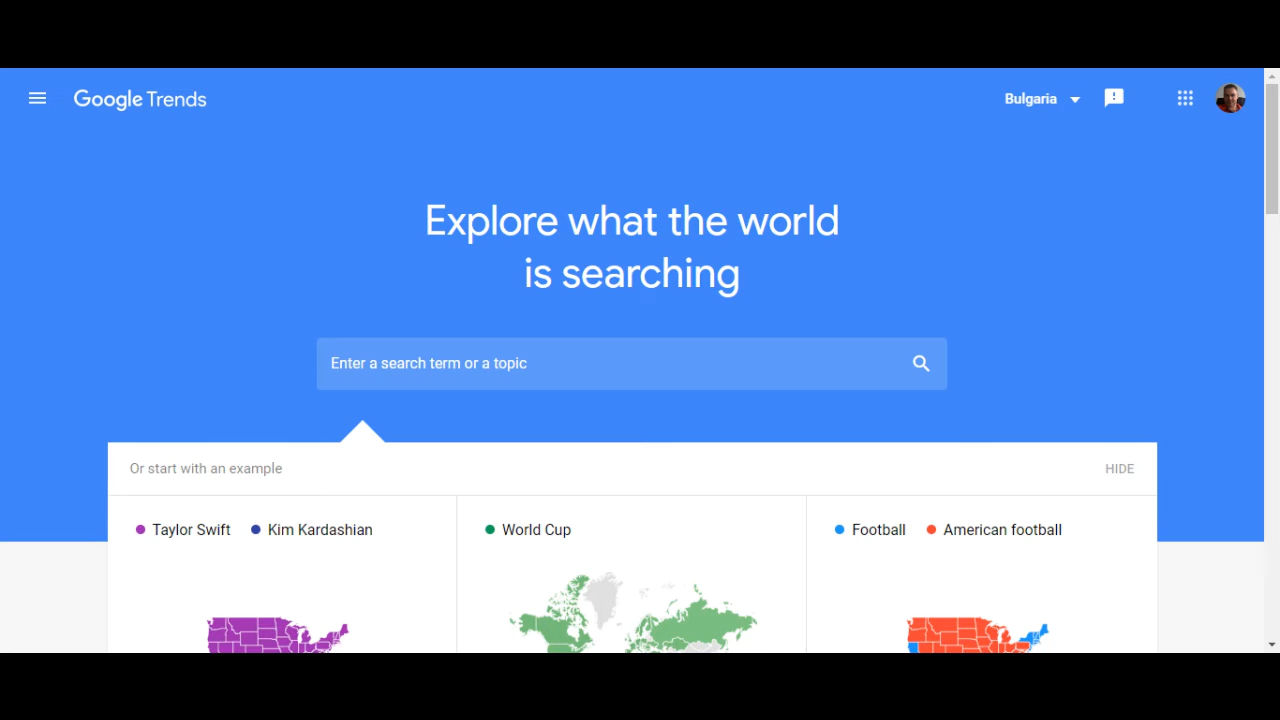 Google Trends
Bulgaria
Explore what the world
is searching
Enter a search term or a topic
Or start with an example
HIDE
Taylor Swift Kim Kardashian
World Cup
Football American football